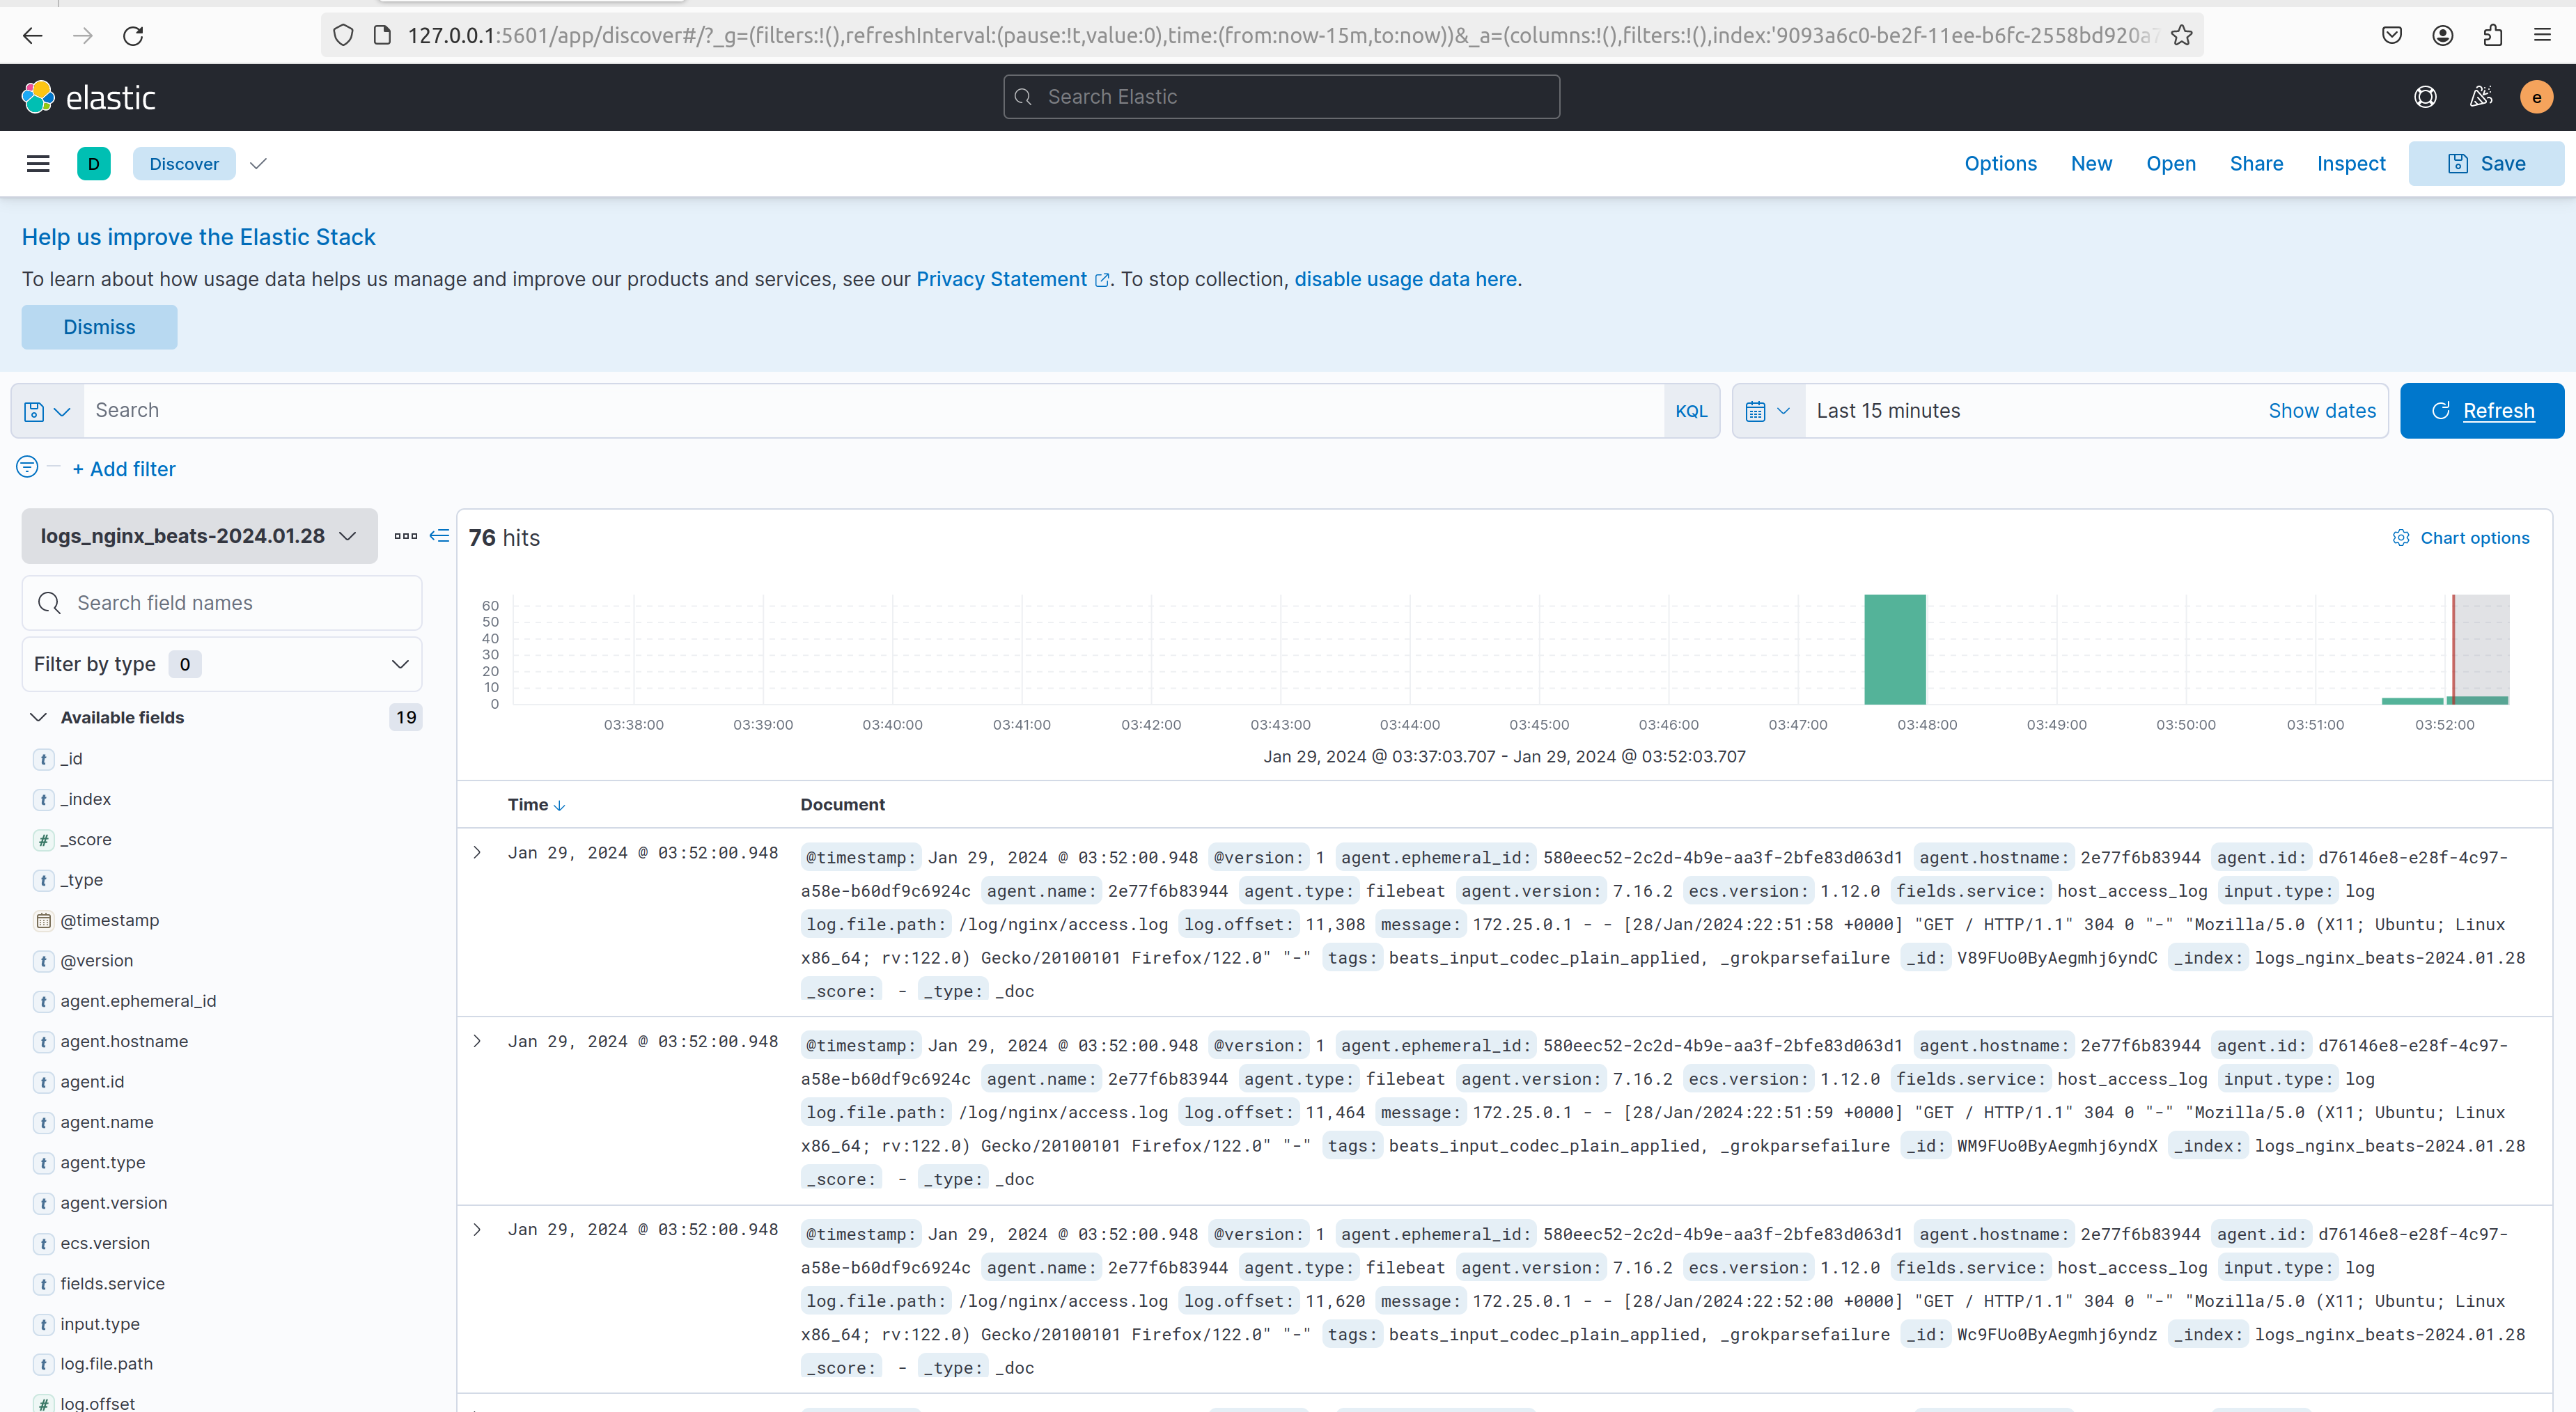 127.0.0.1:5601/app/discover#/?_g=(filters:!(),refreshInterval:(pause:!t,value:0),time:(from:now-15m,to:now))&_a=(columns:!(),filters:!(),index:'9093a6c0-be2f-11ee-b6fc-2558bd920a7
elastic
Search Elastic
e
D
Discover
Options
New
Open
Share
Inspect
Save
Help us improve the Elastic Stack
To learn about how usage data helps us manage and improve our products and services, see our Privacy Statement. To stop collection, disable usage data here.
Dismiss
Search
KQL
Last 15 minutes
Show dates
Refresh
+ Add filter
logs_nginx_beats-2024.01.28
Search field names
Filter by type 0
Available fields 19
t _id
t _index
# _score
t _type
@timestamp
t @version
t agent.ephemeral_id
t agent.hostname
t agent.id
t agent.name
t agent.type
t agent.version
t ecs.version
t fields.service
t input.type
t log.file.path
# log.offset
76 hits
Chart options
60
50
40
30
20
10
0
03:38:00 03:39:00 03:40:00 03:41:00 03:42:00 03:43:00 03:44:00 03:45:00 03:46:00 03:47:00 03:48:00 03:49:00 03:50:00 03:51:00 03:52:00
Jan 29, 2024 @ 03:37:03.707 - Jan 29, 2024 @ 03:52:03.707
Time Document
Jan 29, 2024 @ 03:52:00.948
@timestamp: Jan 29, 2024 @ 03:52:00.948 @version: 1 agent.ephemeral_id: 580eec52-2c2d-4b9e-aa3f-2bfe83d063d1 agent.hostname: 2e77f6b83944 agent.id: d76146e8-e28f-4c97-
a58e-b60df9c6924c agent.name: 2e77f6b83944 agent.type: filebeat agent.version: 7.16.2 ecs.version: 1.12.0 fields.service: host_access_log input.type: log
log.file.path: /log/nginx/access.log log.offset: 11,308 message: 172.25.0.1 - - [28/Jan/2024:22:51:58 +0000] "GET / HTTP/1.1" 304 0 "-" "Mozilla/5.0 (X11; Ubuntu; Linux
x86_64; rv:122.0) Gecko/20100101 Firefox/122.0" "-" tags: beats_input_codec_plain_applied, _grokparsefailure _id: V89FUo0ByAegmhj6yndC _index: logs_nginx_beats-2024.01.28
_score: - _type: _doc
Jan 29, 2024 @ 03:52:00.948
@timestamp: Jan 29, 2024 @ 03:52:00.948 @version: 1 agent.ephemeral_id: 580eec52-2c2d-4b9e-aa3f-2bfe83d063d1 agent.hostname: 2e77f6b83944 agent.id: d76146e8-e28f-4c97-
a58e-b60df9c6924c agent.name: 2e77f6b83944 agent.type: filebeat agent.version: 7.16.2 ecs.version: 1.12.0 fields.service: host_access_log input.type: log
log.file.path: /log/nginx/access.log log.offset: 11,464 message: 172.25.0.1 - - [28/Jan/2024:22:51:59 +0000] "GET / HTTP/1.1" 304 0 "-" "Mozilla/5.0 (X11; Ubuntu; Linux
x86_64; rv:122.0) Gecko/20100101 Firefox/122.0" "-" tags: beats_input_codec_plain_applied, _grokparsefailure _id: WM9FUo0ByAegmhj6yndX _index: logs_nginx_beats-2024.01.28
_score: - _type: _doc
Jan 29, 2024 @ 03:52:00.948
@timestamp: Jan 29, 2024 @ 03:52:00.948 @version: 1 agent.ephemeral_id: 580eec52-2c2d-4b9e-aa3f-2bfe83d063d1 agent.hostname: 2e77f6b83944 agent.id: d76146e8-e28f-4c97-
a58e-b60df9c6924c agent.name: 2e77f6b83944 agent.type: filebeat agent.version: 7.16.2 ecs.version: 1.12.0 fields.service: host_access_log input.type: log
log.file.path: /log/nginx/access.log log.offset: 11,620 message: 172.25.0.1 - - [28/Jan/2024:22:52:00 +0000] "GET / HTTP/1.1" 304 0 "-" "Mozilla/5.0 (X11; Ubuntu; Linux
x86_64; rv:122.0) Gecko/20100101 Firefox/122.0" "-" tags: beats_input_codec_plain_applied, _grokparsefailure _id: Wc9FUo0ByAegmhj6yndz _index: logs_nginx_beats-2024.01.28
_score: - _type: _doc